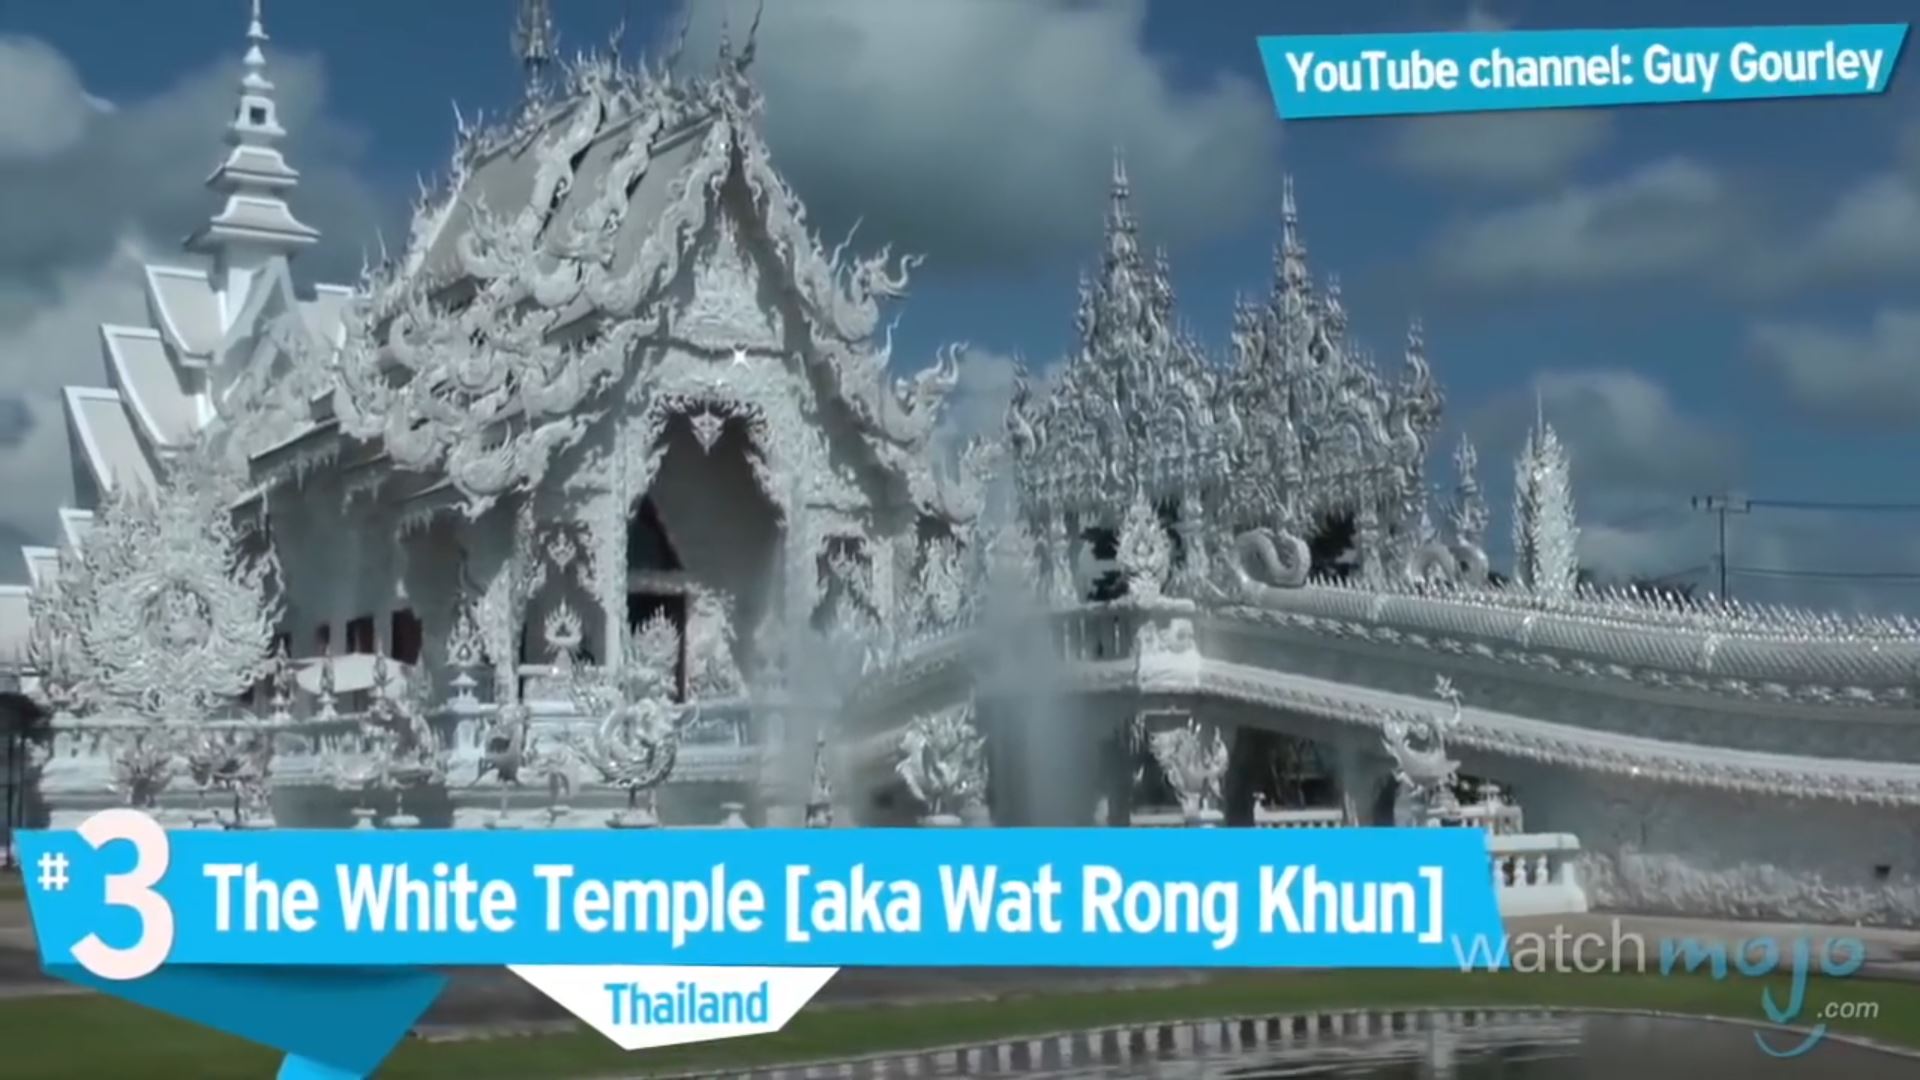 YouTube channel: Guy Gourley
#3 The White Temple [aka Wat Rong Khun]
Thailand
watchmojo
.com